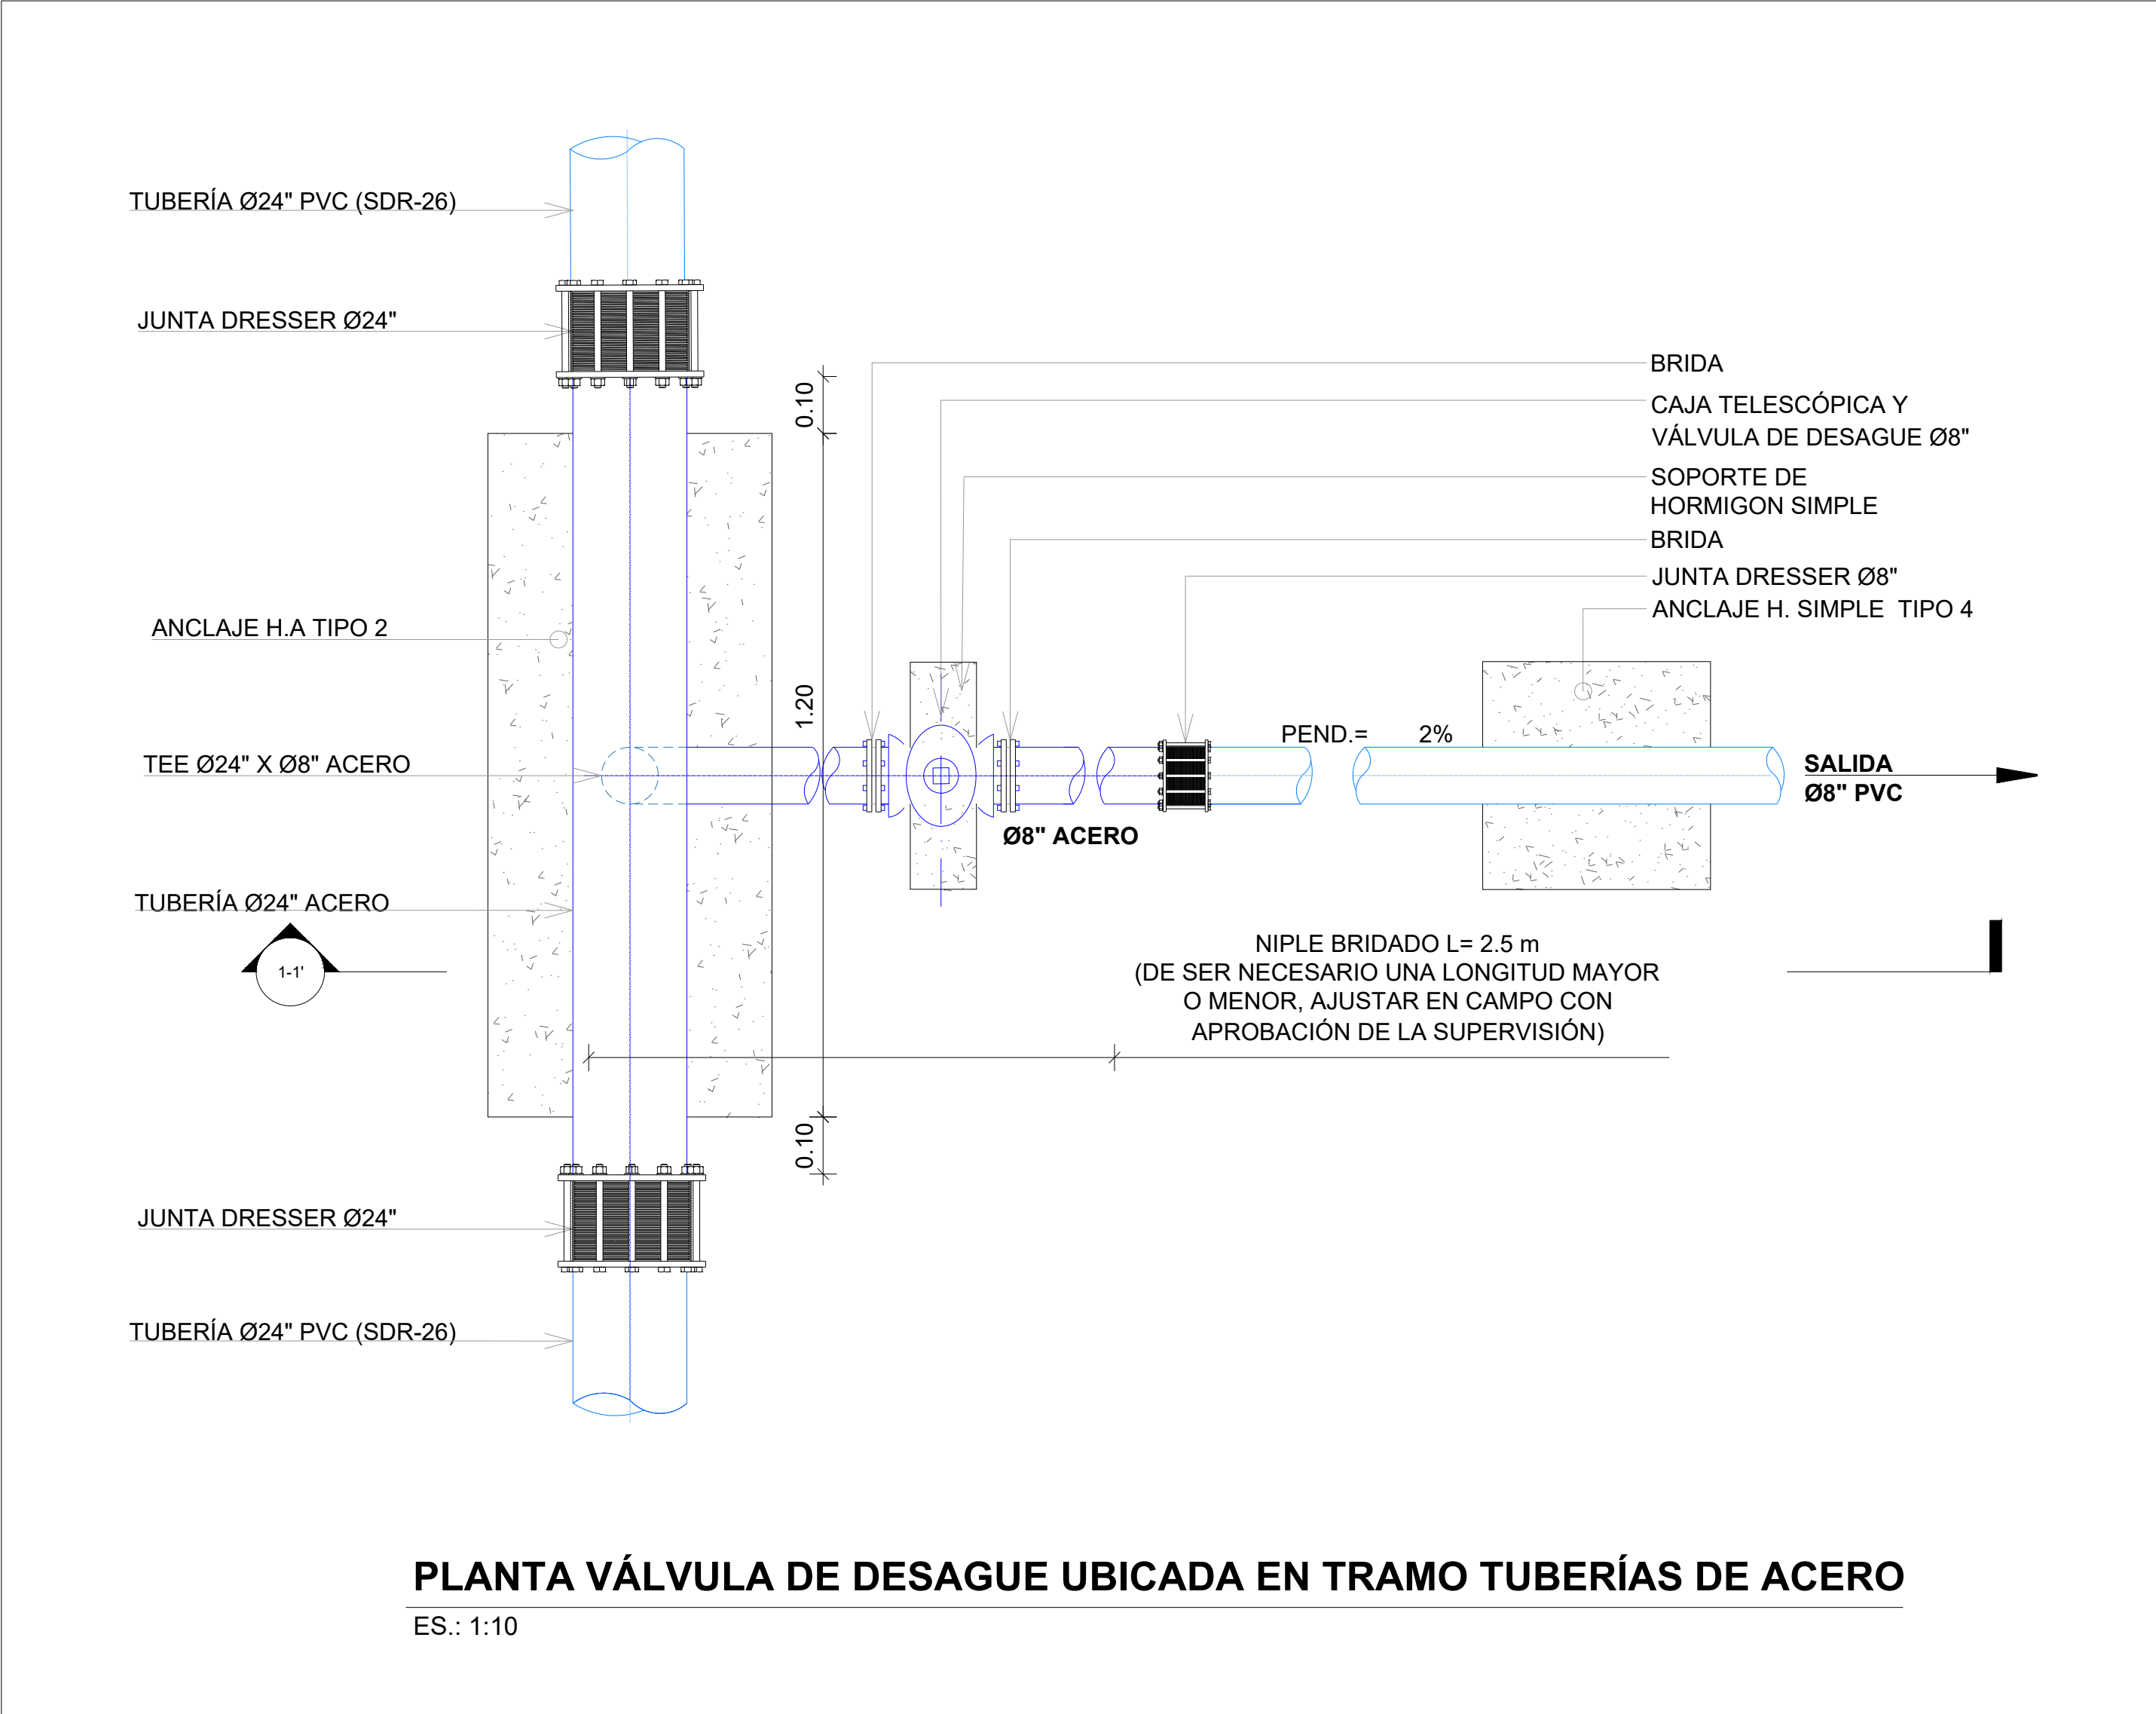 TUBERÍA Ø24" PVC (SDR-26)
JUNTA DRESSER Ø24"
ANCLAJE H.A TIPO 2
TEE Ø24" X Ø8" ACERO
TUBERÍA Ø24" ACERO
1-1'
JUNTA DRESSER Ø24"
TUBERÍA Ø24" PVC (SDR-26)
0.10
1.20
0.10
BRIDA
CAJA TELESCÓPICA Y
VÁLVULA DE DESAGUE Ø8"
SOPORTE DE
HORMIGON SIMPLE
BRIDA
JUNTA DRESSER Ø8"
ANCLAJE H. SIMPLE  TIPO 4
PEND.= 2%
SALIDA
Ø8" PVC
Ø8" ACERO
NIPLE BRIDADO L= 2.5 m
(DE SER NECESARIO UNA LONGITUD MAYOR
O MENOR, AJUSTAR EN CAMPO CON
APROBACIÓN DE LA SUPERVISIÓN)
PLANTA VÁLVULA DE DESAGUE UBICADA EN TRAMO TUBERÍAS DE ACERO
ES.: 1:10